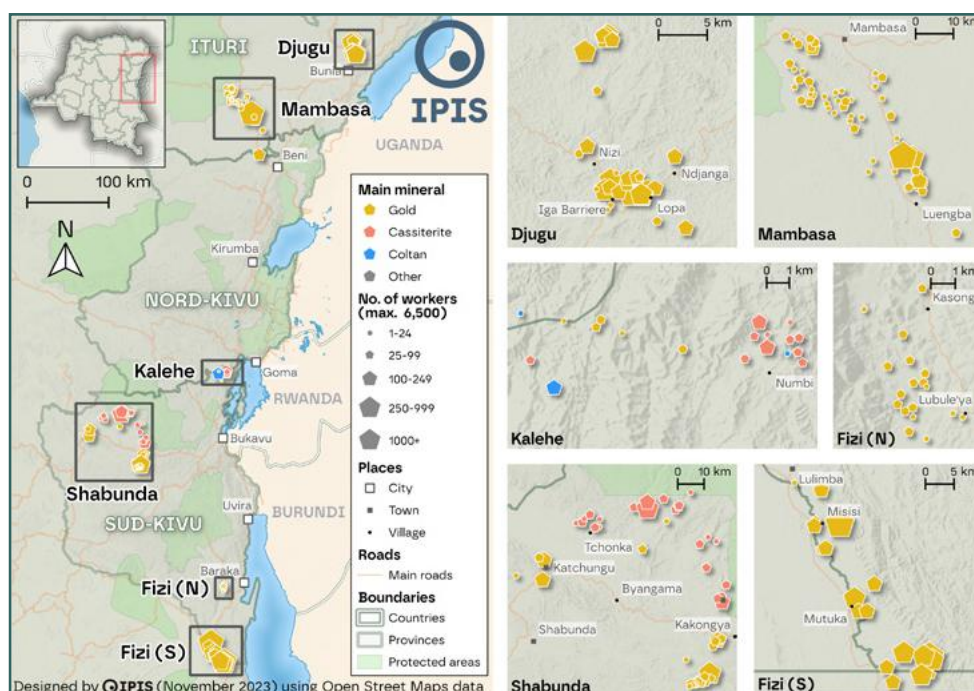 ITURI
Djugu
Bunia
IPIS
Mambasa
UGANDA
Beni
0 100 km
N
Kirumba
NORD-KIVU
Kalehe
Goma
RWANDA
Bukavu
Shabunda
SUD-KIVU
Uvira
BURUNDI
Baraka
Fizi (N)
Fizi (S)
Designed by IPIS (November 2023) using Open Street Maps data
Main mineral
Gold
Cassiterite
Coltan
Other
No. of workers
(max. 6,500)
1-24
25-99
100-249
250-999
1000+
Places
City
Town
Village
Roads
Main roads
Boundaries
Countries
Provinces
Protected areas
0 5 km
Nizi
Ndjanga
Iga Barriere
Lopa
Djugu
0 10 km
Mambasa
Luengba
Mambasa
0 1 km
Numbi
Kalehe
0 1 km
Kasong
Lubule'ya
Fizi (N)
0 10 km
Tchonka
Katchungu
Byangama
Shabunda
Kakongya
Shabunda
0 5 km
Lulimba
Misisi
Mutuka
Fizi (S)